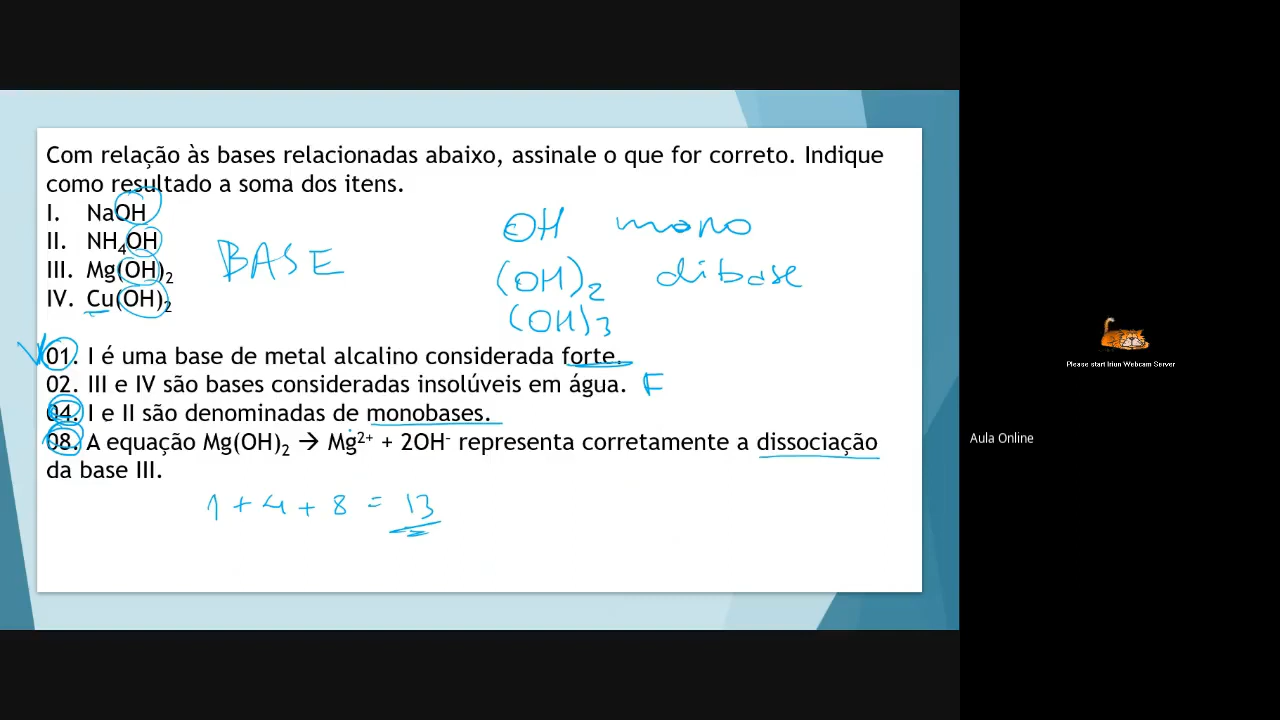 Com relação às bases relacionadas abaixo, assinale o que for correto. Indique
como resultado a soma dos itens.
I. NaOH
II. NH₄OH
III. Mg(OH)₂
IV. Cu(OH)₂
BASE
OH mono
(OH)₂ dibase
(OH)₃
01. I é uma base de metal alcalino considerada forte.
02. III e IV são bases consideradas insolúveis em água. F
04. I e II são denominadas de monobases.
08. A equação Mg(OH)₂ → Mg²⁺ + 2OH⁻ representa corretamente a dissociação
da base III.
1 + 4 + 8 = 13
Please start Iriun Webcam Server
Aula Online